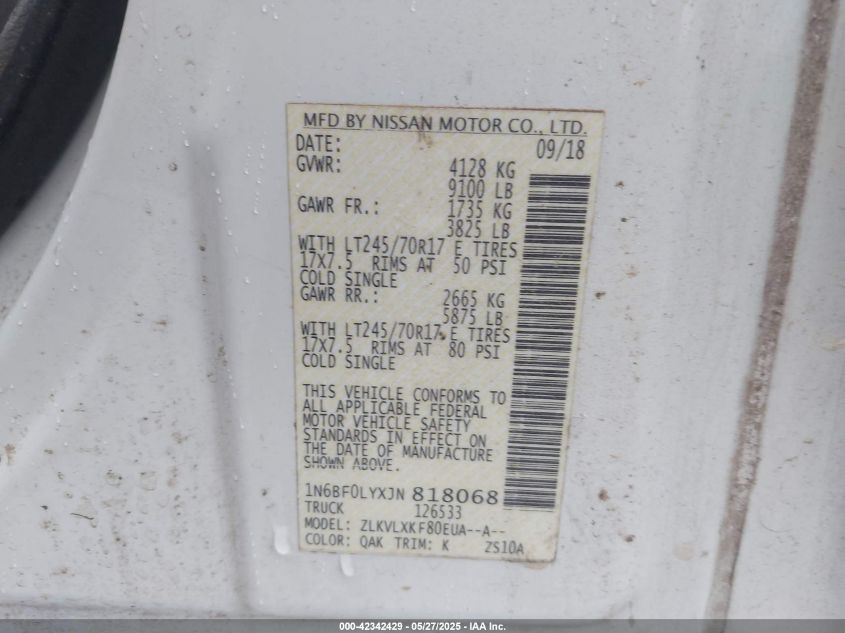 MFD BY NISSAN MOTOR CO., LTD.
DATE: 09/18
GVWR: 4128 KG
9100 LB
GAWR FR.: 1735 KG
3825 LB
WITH LT245/70R17 E TIRES
17X7.5 RIMS AT 50 PSI
COLD SINGLE
GAWR RR.: 2665 KG
5875 LB
WITH LT245/70R17 E TIRES
17X7.5 RIMS AT 80 PSI
COLD SINGLE
THIS VEHICLE CONFORMS TO
ALL APPLICABLE FEDERAL
MOTOR VEHICLE SAFETY
STANDARDS IN EFFECT ON
THE DATE OF MANUFACTURE
SHOWN ABOVE.
1N6BF0LYXJN818068
TRUCK 126533
MODEL: ZLKVLXKF80EUA--A--
COLOR: QAK TRIM: K ZS10A
000-42342429 - 05/27/2025 - IAA Inc.